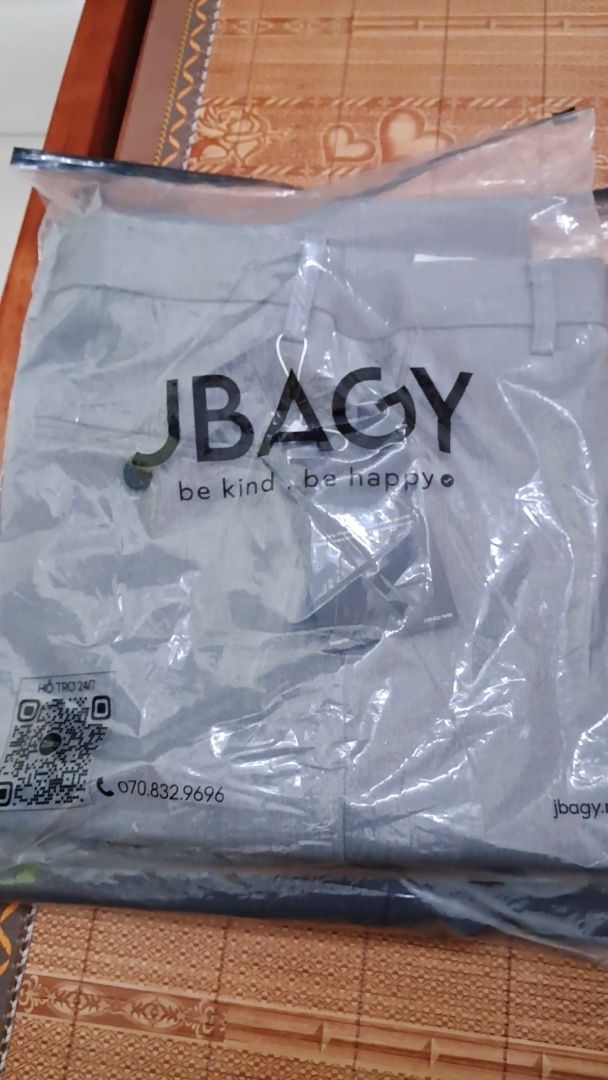 JBAGY
be kind . be happy
HỖ TRỢ 24/7
070.832.9696
jbagy.